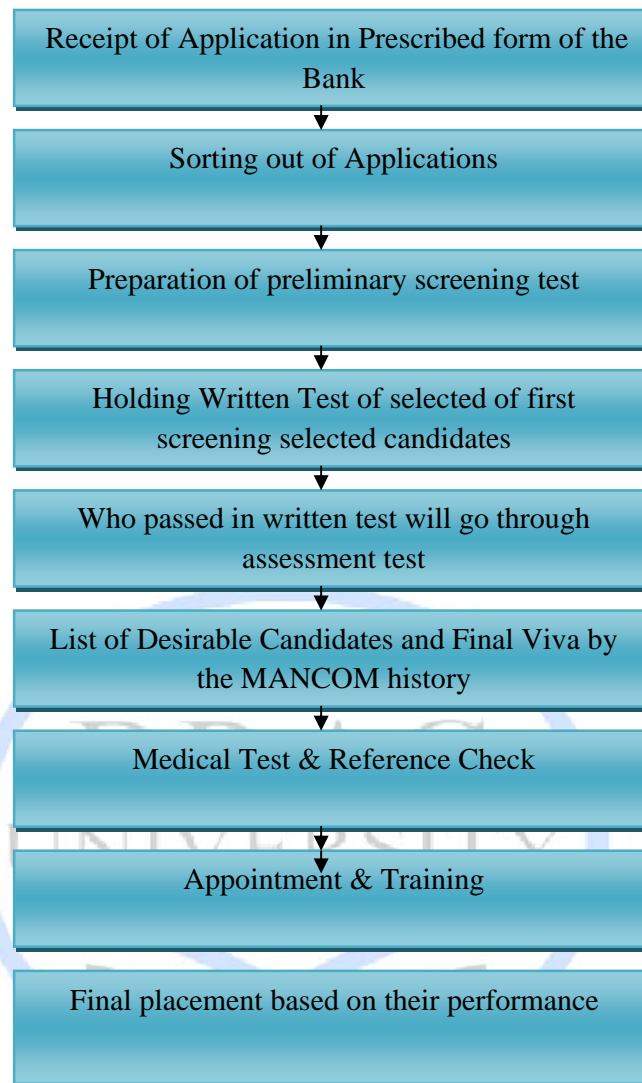 Receipt of Application in Prescribed form of the
Bank
Sorting out of Applications
Preparation of preliminary screening test
Holding Written Test of selected of first
screening selected candidates
Who passed in written test will go through
assessment test
List of Desirable Candidates and Final Viva by
the MANCOM history
Medical Test & Reference Check
UNIVERSITY
Appointment & Training
Final placement based on their performance